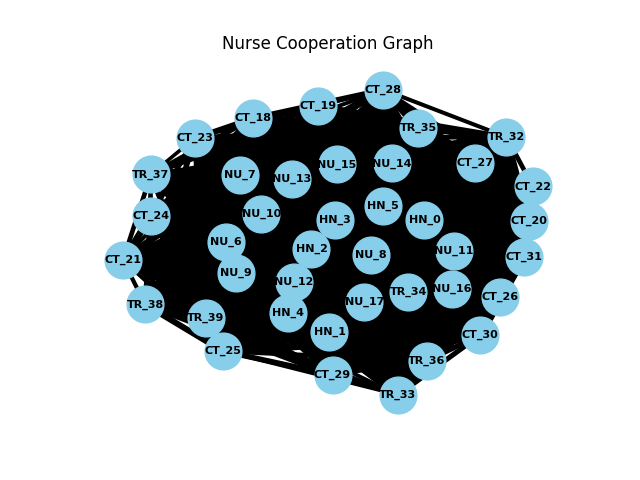 Nurse Cooperation Graph
CT_28
CT_19
CT_18
TR_35
TR_32
CT_23
NU_15
NU_14
CT_27
TR_37
NU_7
NU_13
CT_22
CT_24
NU_10
HN_3
HN_5
HN_0
CT_20
NU_6
HN_2
NU_8
NU_11
CT_31
CT_21
NU_9
NU_12
TR_34
NU_16
CT_26
TR_38
TR_39
HN_4
NU_17
HN_1
CT_30
CT_25
TR_36
CT_29
TR_33